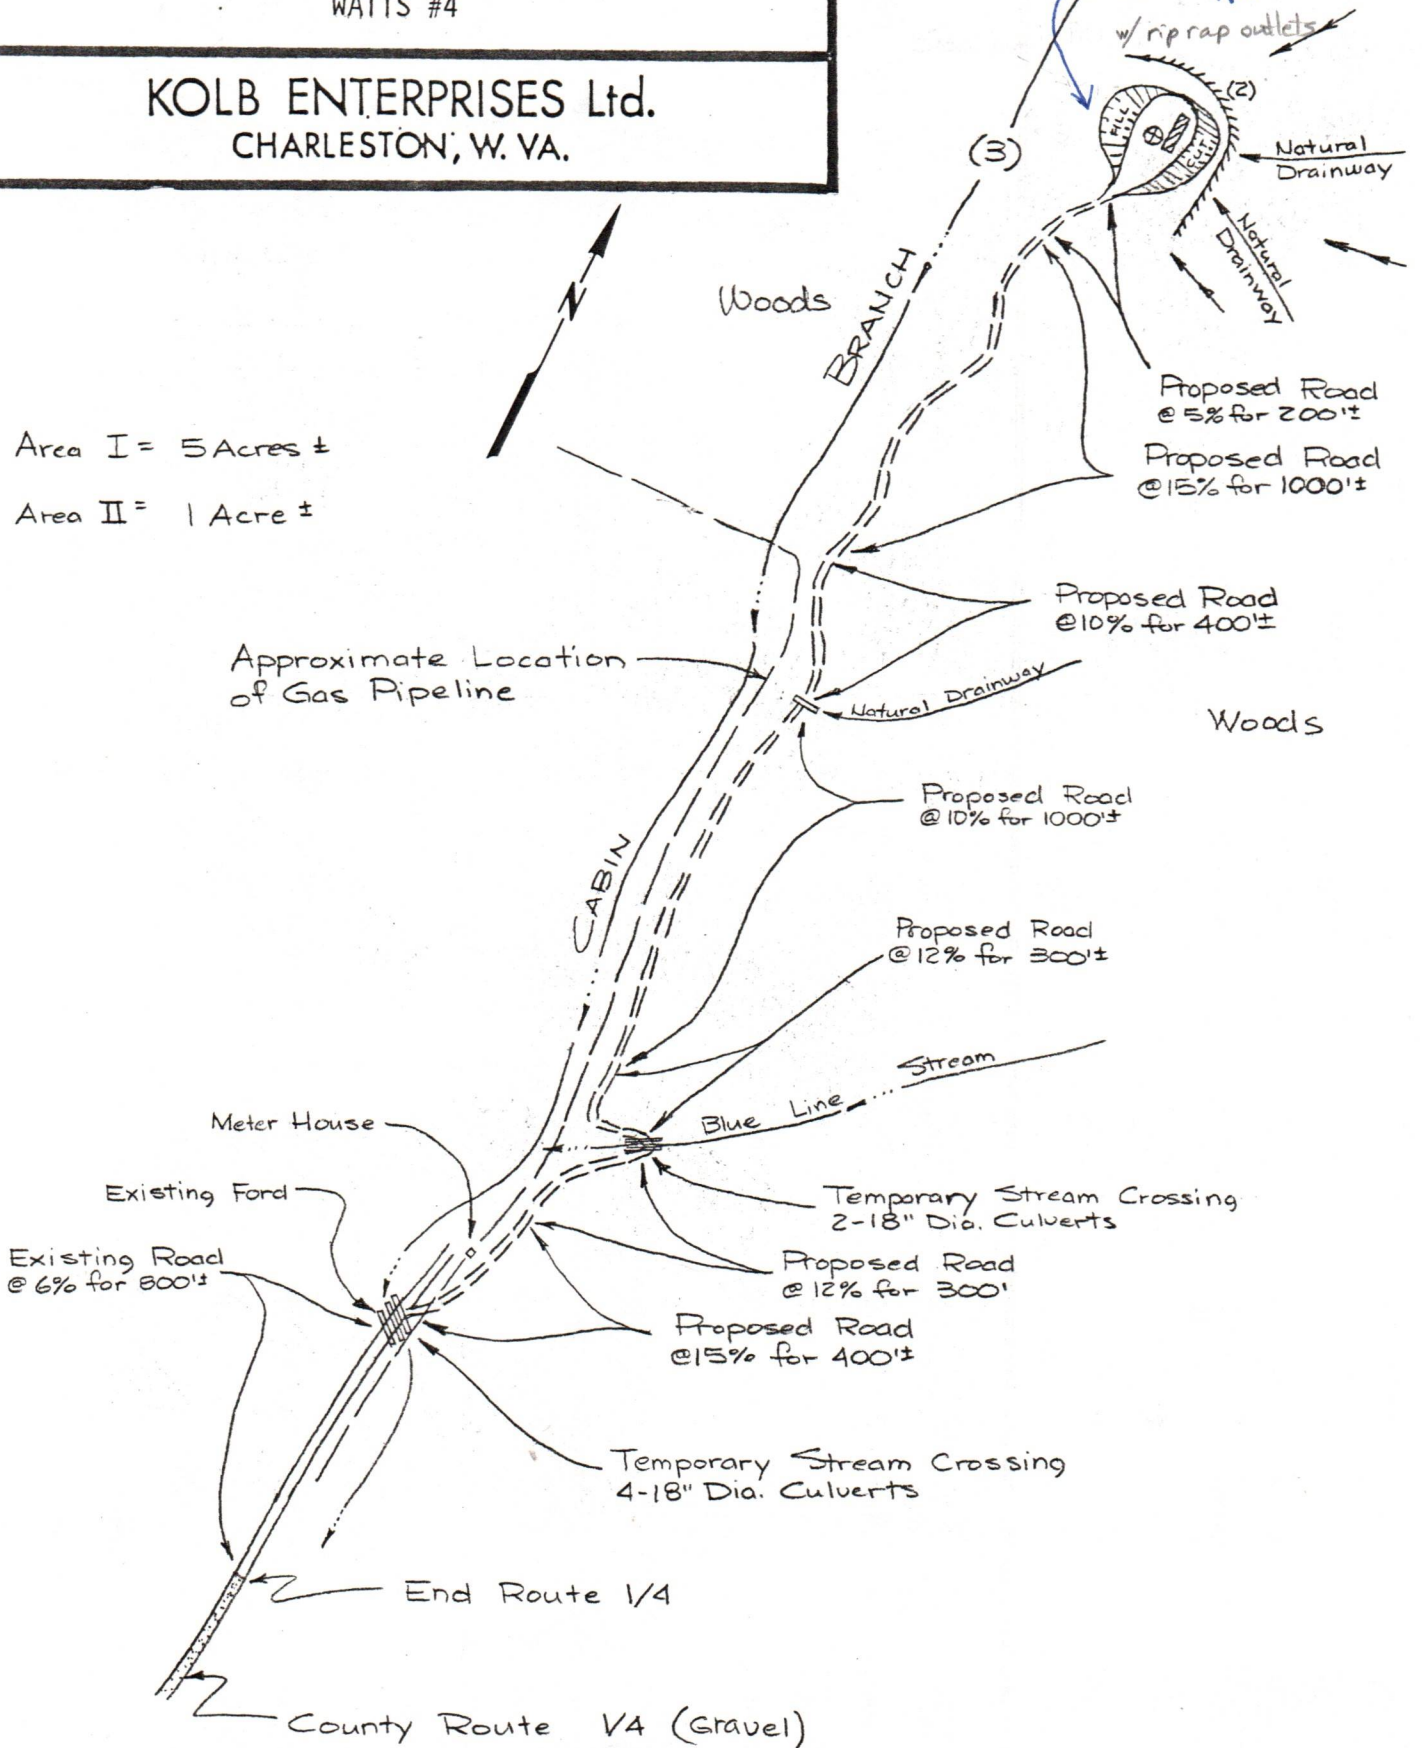 WATTS #4
KOLB ENTERPRISES Ltd.
CHARLESTON, W. VA.
w/ rip rap outlets
(2)
FILL
CUT
(3)
Natural
Drainway
Natural
Drainway
N
Woods
BRANCH
Proposed Road
@ 5% for 200'±
Area I = 5 Acres ±
Proposed Road
@ 15% for 1000'±
Area II = 1 Acre ±
Proposed Road
@ 10% for 400'±
Approximate Location
of Gas Pipeline
Natural Drainway
Woods
Proposed Road
@ 10% for 1000'±
CABIN
Proposed Road
@ 12% for 300'±
Blue Line Stream
Meter House
Existing Ford
Temporary Stream Crossing
2-18" Dia. Culverts
Existing Road
@ 6% for 800'±
Proposed Road
@ 12% for 300'
Proposed Road
@ 15% for 400'±
Temporary Stream Crossing
4-18" Dia. Culverts
End Route 1/4
County Route 1/4 (Gravel)